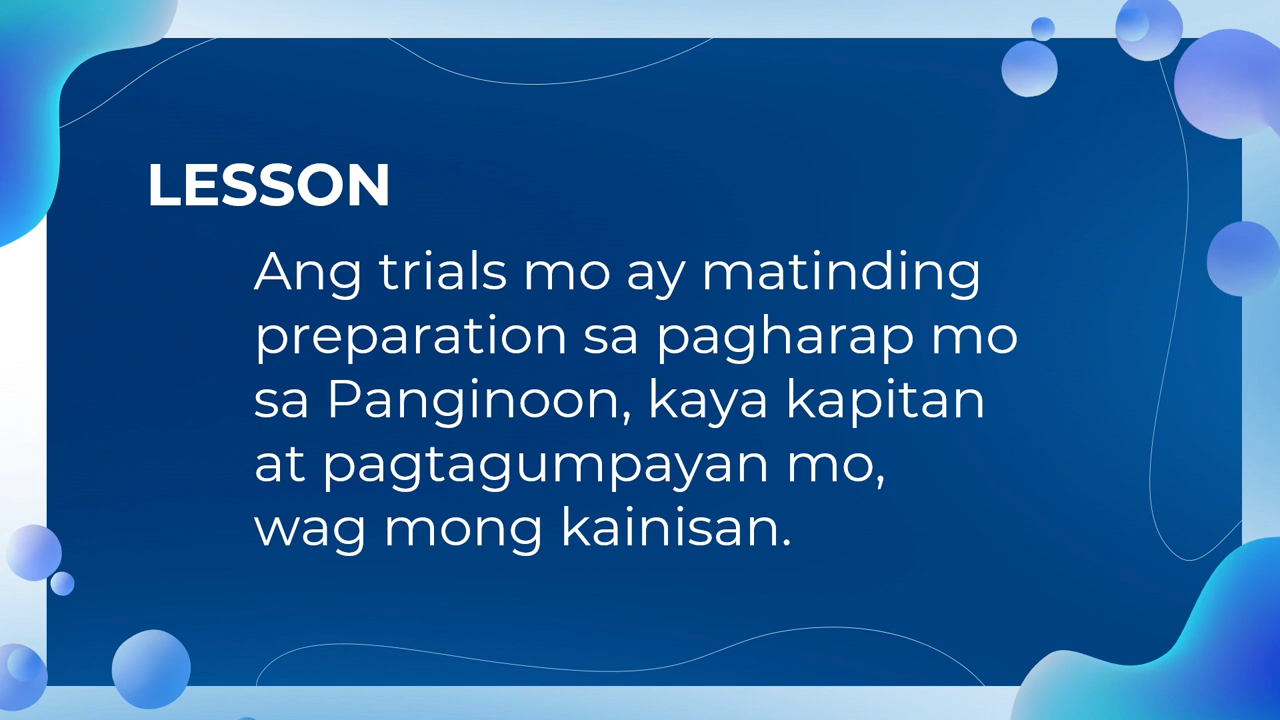 LESSON
Ang trials mo ay matinding
preparation sa pagharap mo
sa Panginoon, kaya kapitan
at pagtagumpayan mo,
wag mong kainisan.